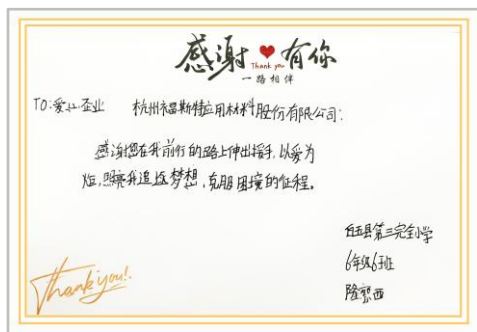 感谢 有你
Thank you
一路相伴
TO:爱心企业 杭州福斯特应用材料股份有限公司:
感谢您在我前行的路上伸出援手,以爱为
炬,照亮我追逐梦想,克服困境的征程。
白玉县第三完全小学
6年级6班
Thank you!